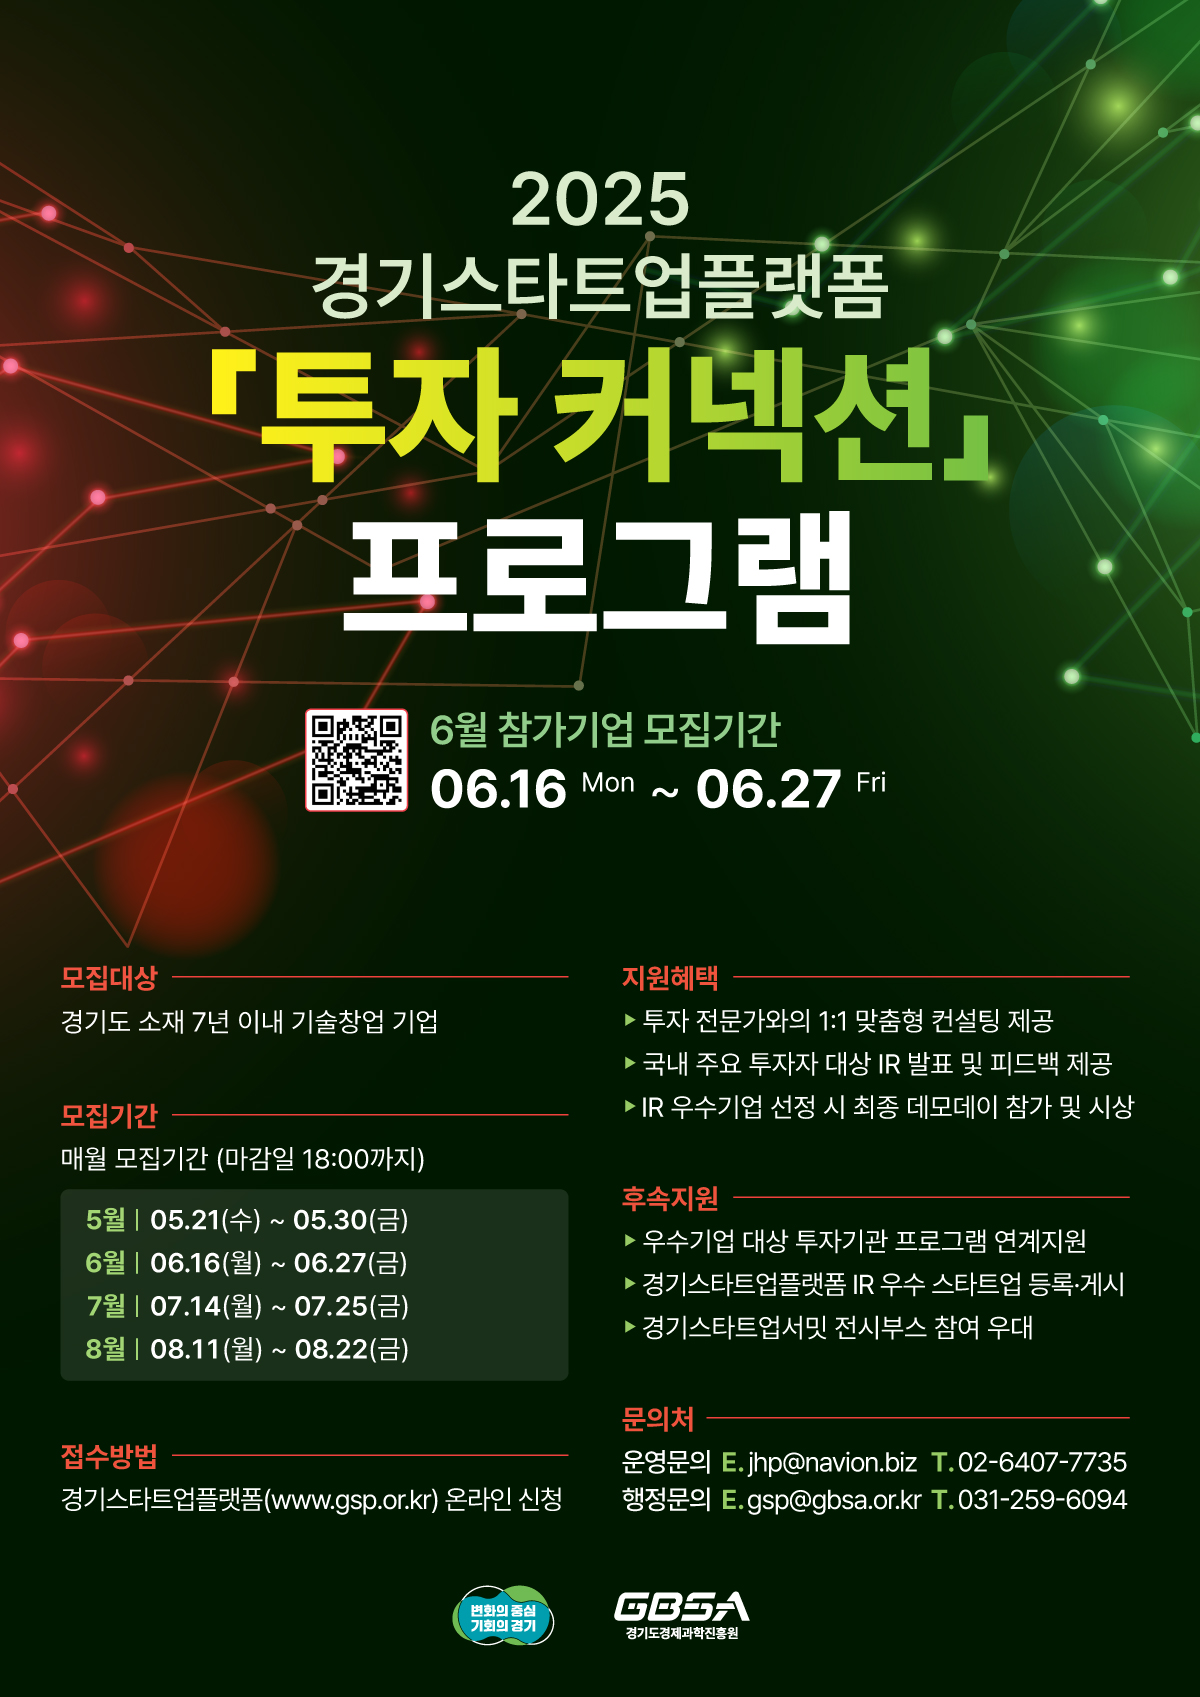 2025
경기스타트업플랫폼
「투자 커넥션」
프로그램
6월 참가기업 모집기간
06.16 Mon ~ 06.27 Fri
모집대상
경기도 소재 7년 이내 기술창업 기업
모집기간
매월 모집기간 (마감일 18:00까지)
5월 | 05.21(수) ~ 05.30(금)
6월 | 06.16(월) ~ 06.27(금)
7월 | 07.14(월) ~ 07.25(금)
8월 | 08.11(월) ~ 08.22(금)
접수방법
경기스타트업플랫폼(www.gsp.or.kr) 온라인 신청
지원혜택
▶ 투자 전문가와의 1:1 맞춤형 컨설팅 제공
▶ 국내 주요 투자자 대상 IR 발표 및 피드백 제공
▶ IR 우수기업 선정 시 최종 데모데이 참가 및 시상
후속지원
▶ 우수기업 대상 투자기관 프로그램 연계지원
▶ 경기스타트업플랫폼 IR 우수 스타트업 등록·게시
▶ 경기스타트업서밋 전시부스 참여 우대
문의처
운영문의 E. jhp@navion.biz T. 02-6407-7735
행정문의 E. gsp@gbsa.or.kr T. 031-259-6094
변화의 중심
기회의 경기
GBSA
경기도경제과학진흥원